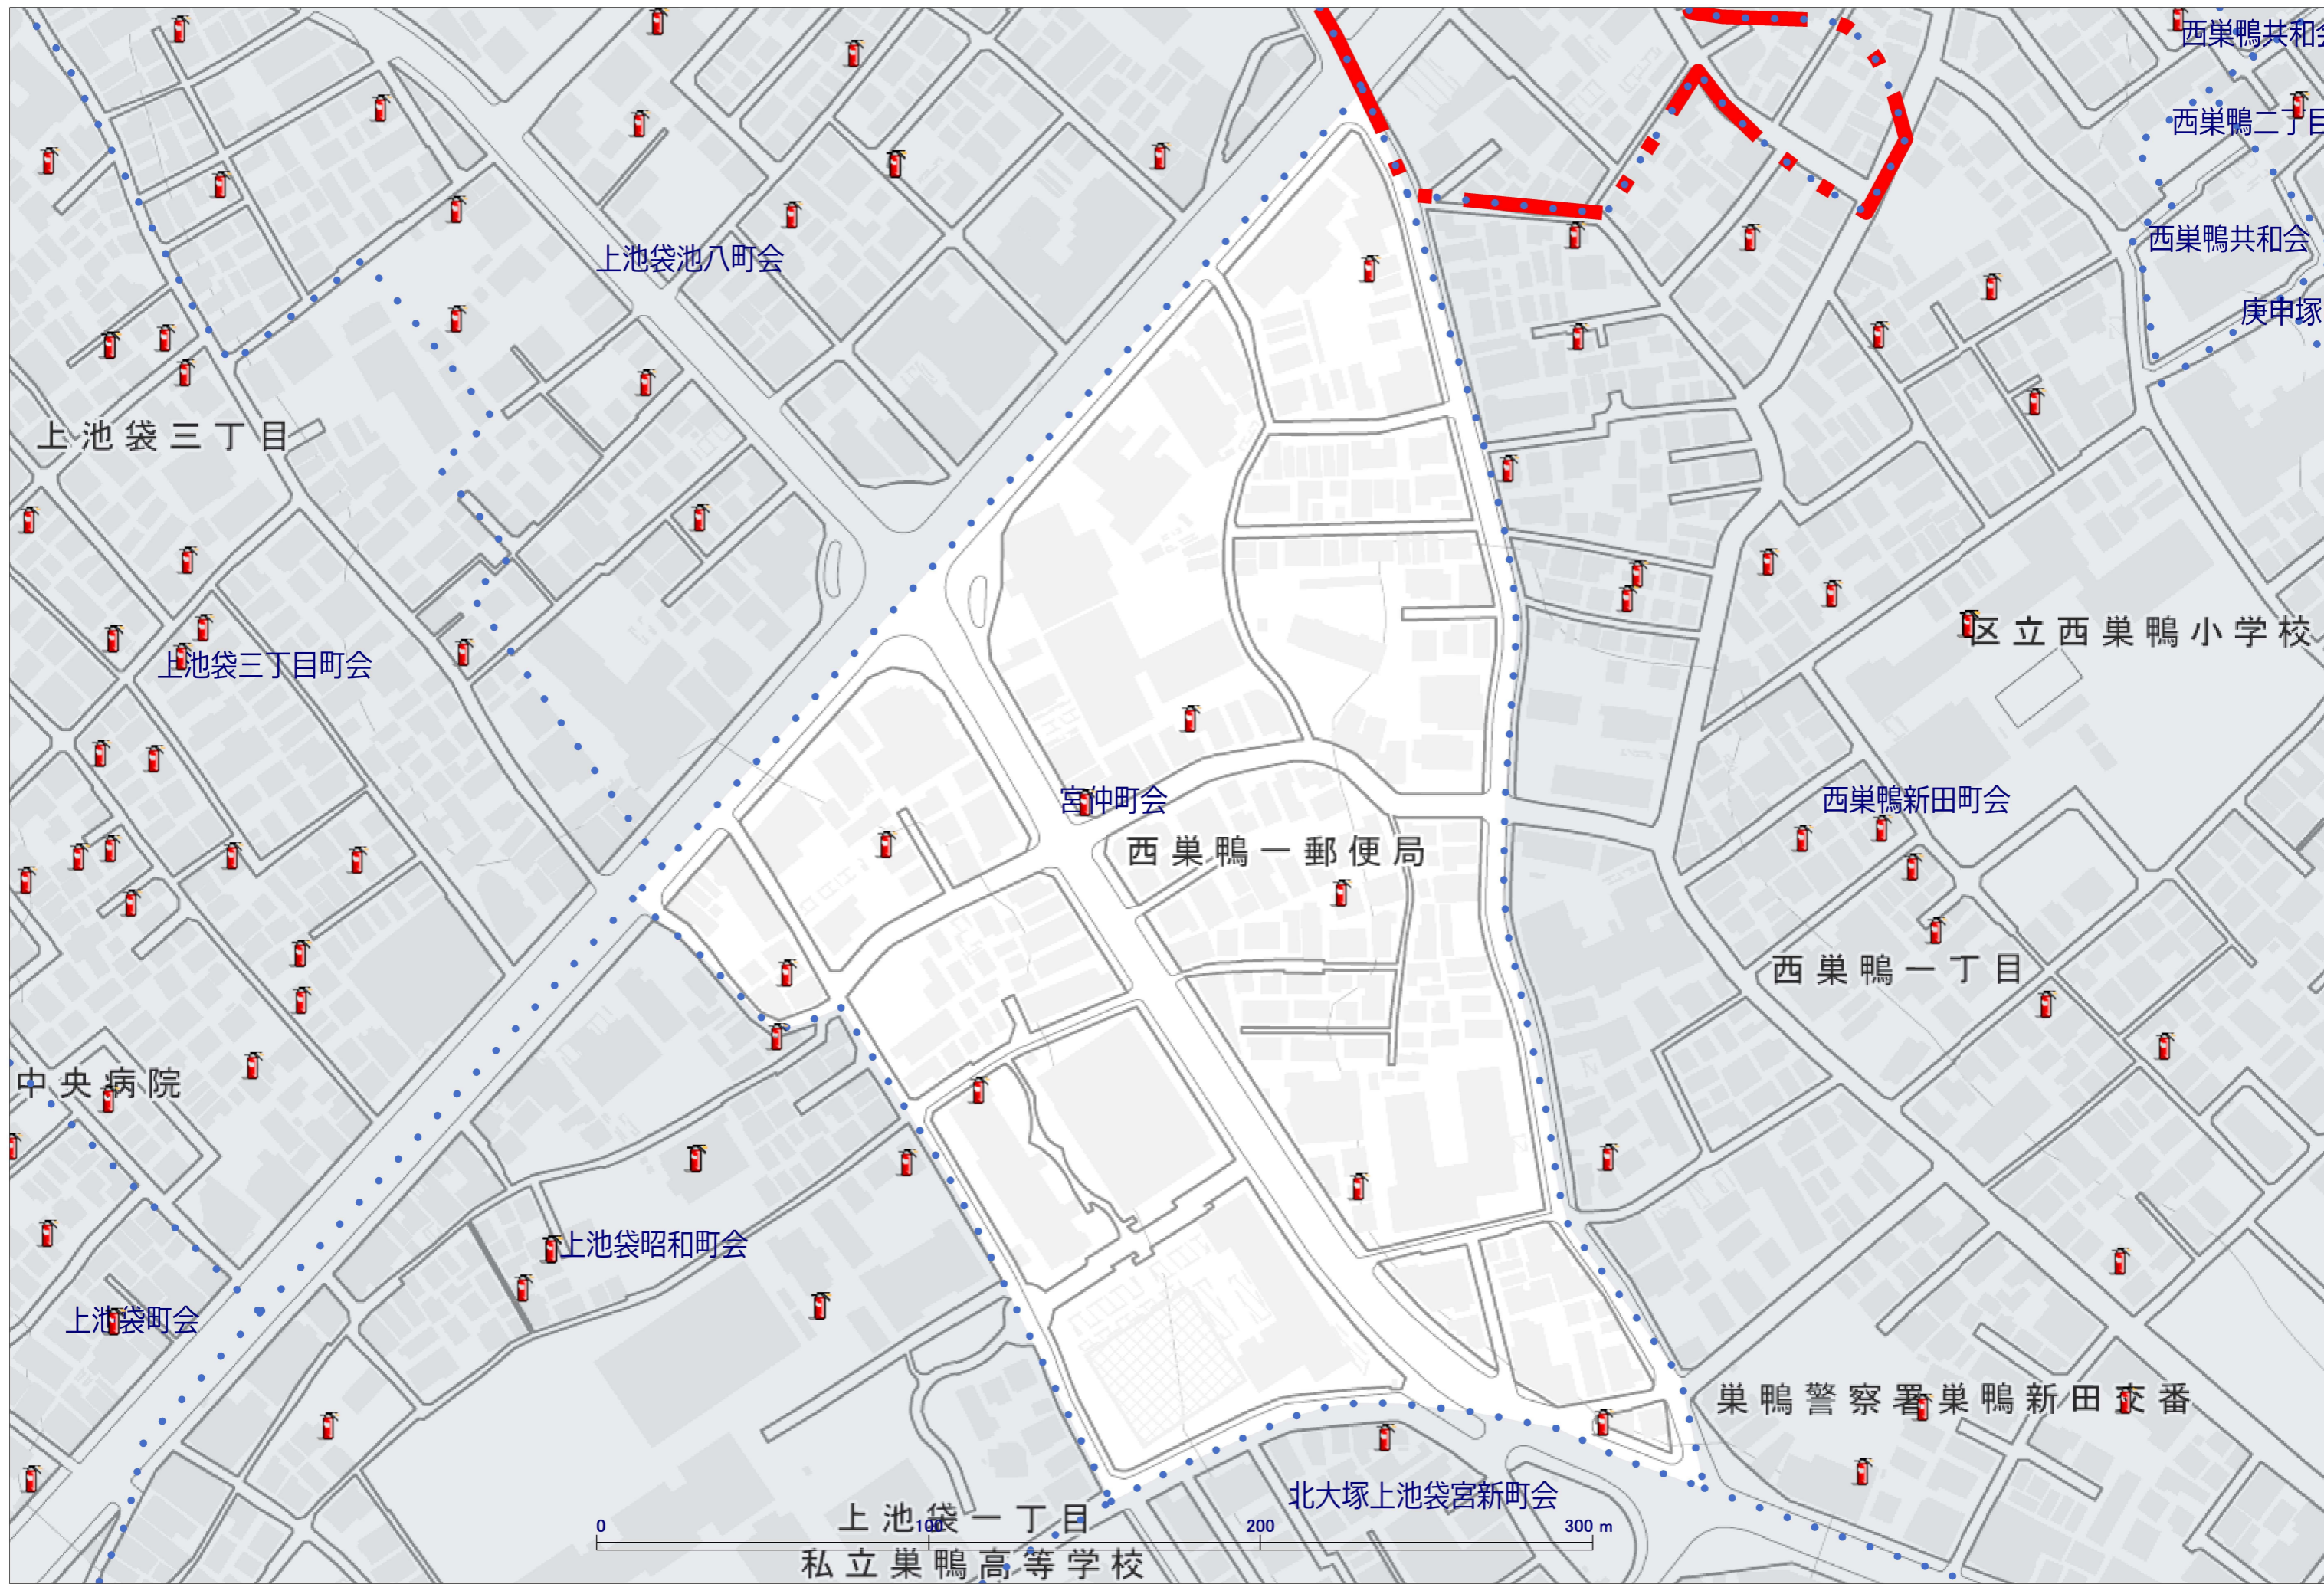 西巣鴨共和会
西巣鴨二丁目
西巣鴨共和会
上池袋池八町会
庚申塚
上池袋三丁目
区立西巣鴨小学校
上池袋三丁目町会
宮仲町会
西巣鴨新田町会
西巣鴨一郵便局
西巣鴨一丁目
中央病院
上池袋昭和町会
上池袋町会
巣鴨警察署巣鴨新田交番
北大塚上池袋宮新町会
上池袋一丁目
0 100 200 300 m
私立巣鴨高等学校